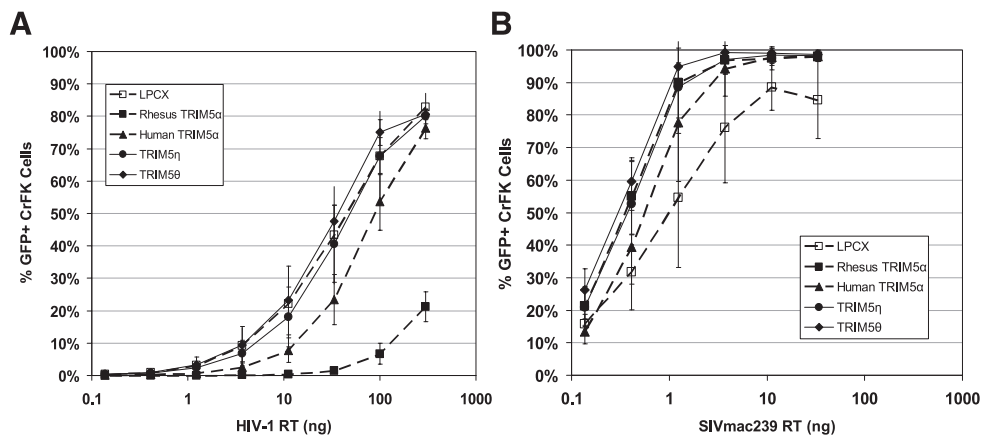 A
% GFP+ CrFK Cells
100%
90%
80%
70%
60%
50%
40%
30%
20%
10%
0%
LPCX
Rhesus TRIM5α
Human TRIM5α
TRIM5η
TRIM5θ
0.1
1
10
100
1000
HIV-1 RT (ng)
B
% GFP+ CrFK Cells
100%
90%
80%
70%
60%
50%
40%
30%
20%
10%
0%
LPCX
Rhesus TRIM5α
Human TRIM5α
TRIM5η
TRIM5θ
0.1
1
10
100
1000
SIVmac239 RT (ng)